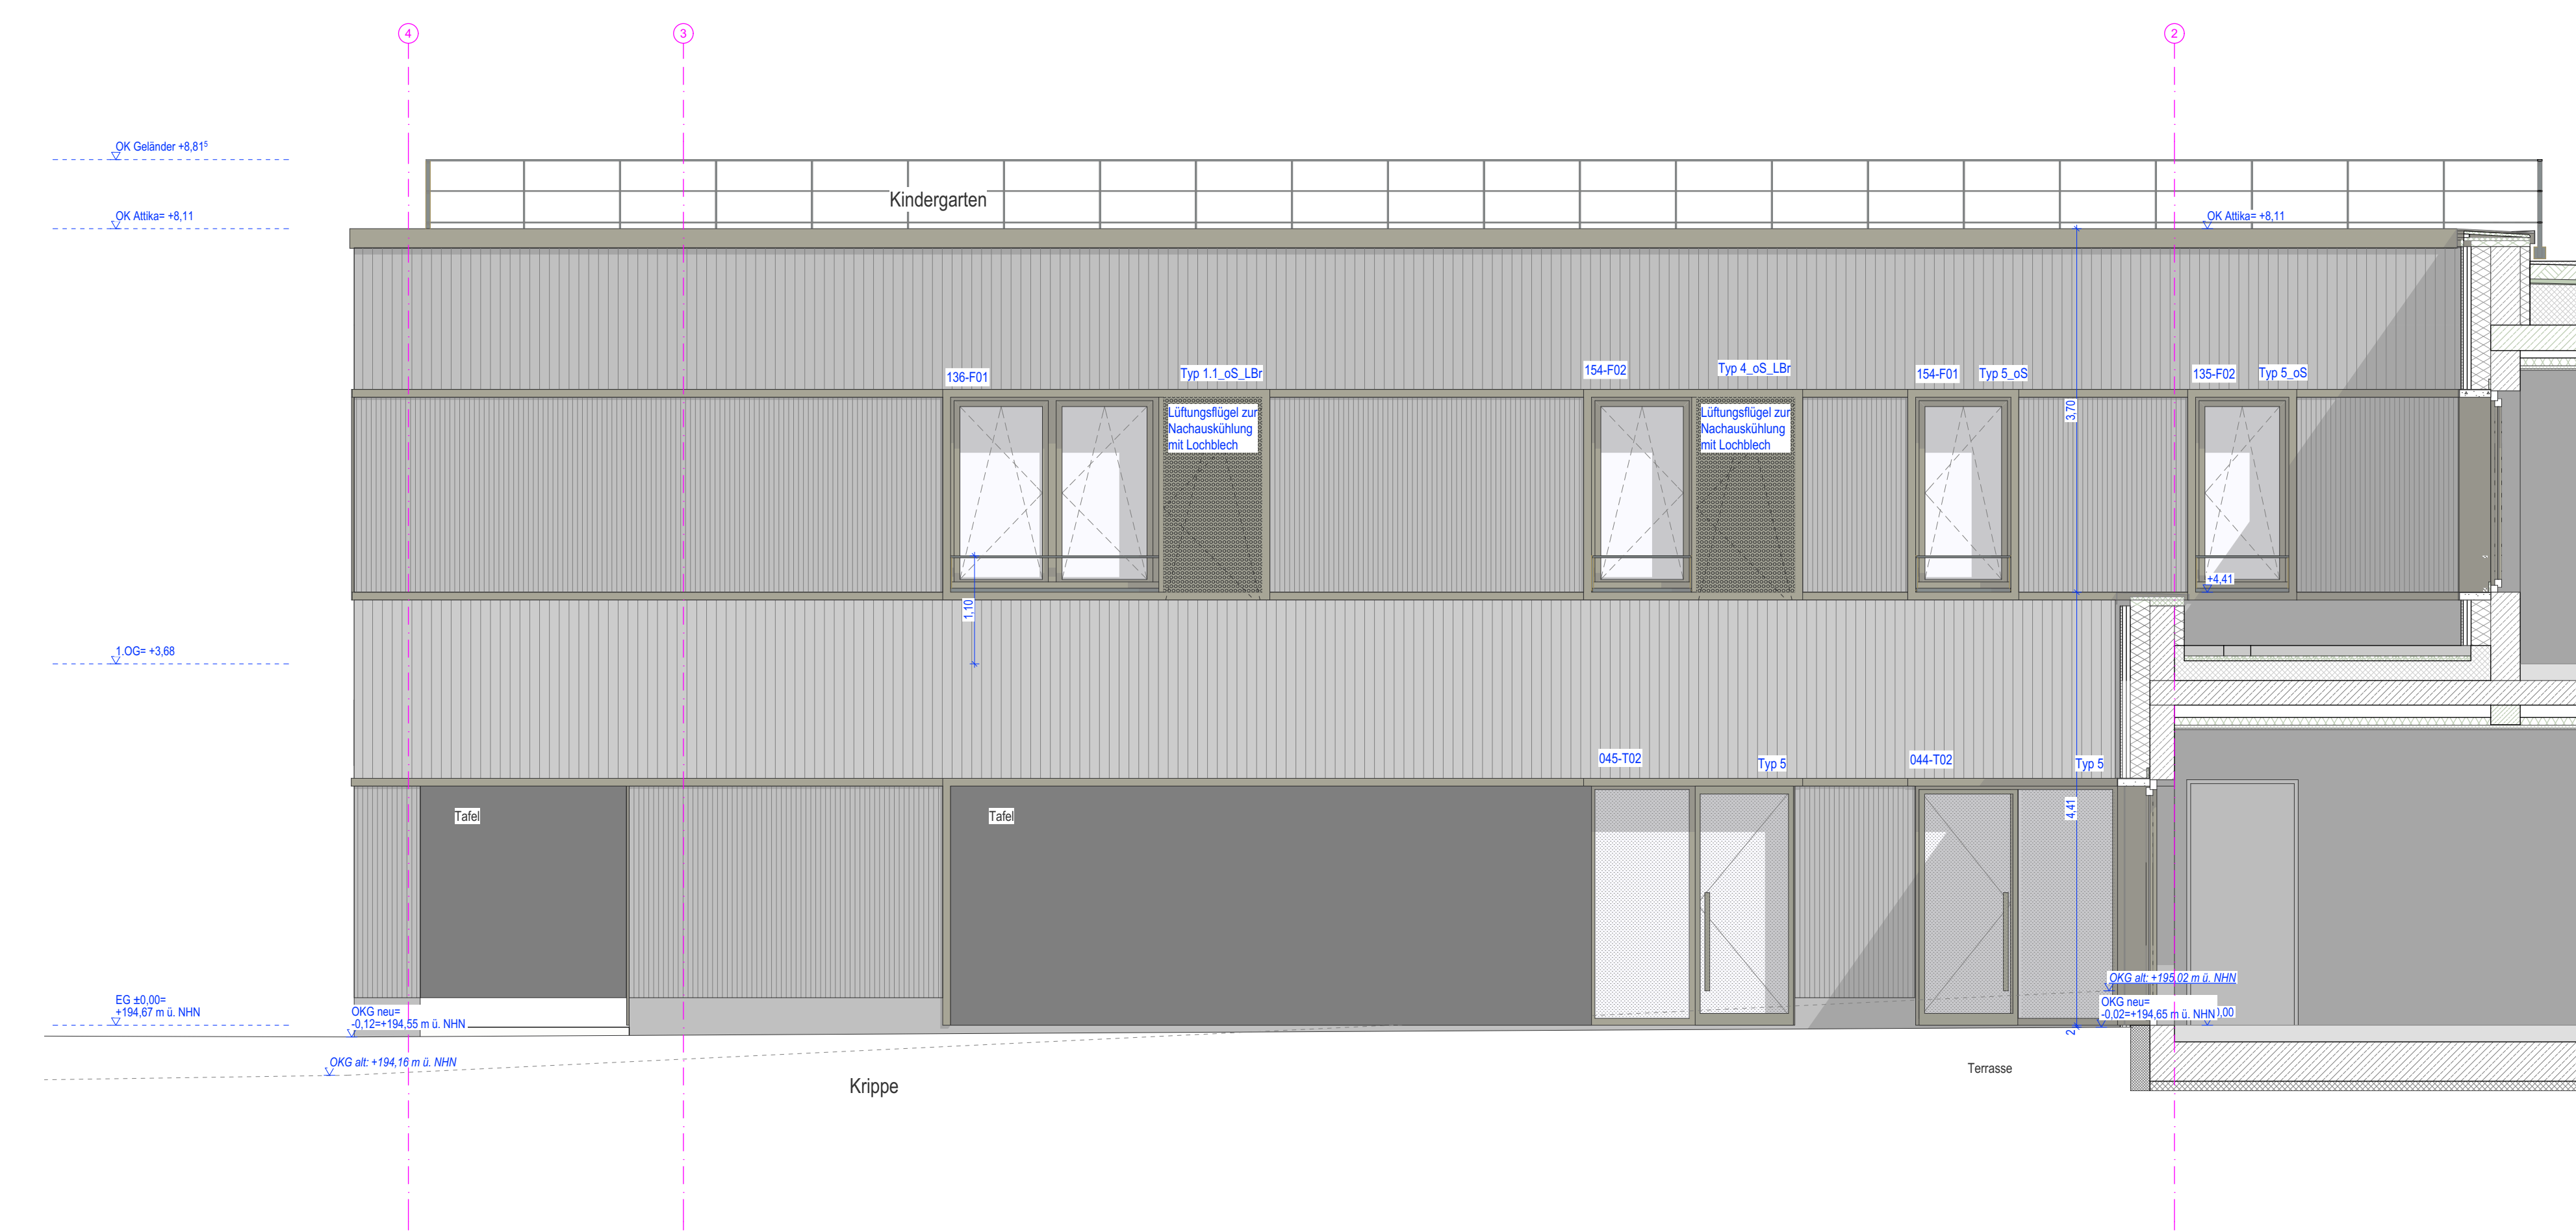 4
3
2
OK Geländer +8,81⁵
Kindergarten
OK Attika= +8,11
OK Attika= +8,11
136-F01
Typ 1.1_oS_LBr
154-F02
Typ 4_oS_LBr
154-F01
Typ 5_oS
135-F02
Typ 5_oS
Lüftungsflügel zur
Nachauskühlung
mit Lochblech
Lüftungsflügel zur
Nachauskühlung
mit Lochblech
3,70
+4,41
1,10
1.OG= +3,68
045-T02
Typ 5
044-T02
Typ 5
Tafel
Tafel
4,41
EG ±0,00=
+194,67 m ü. NHN
OKG neu=
-0,12=+194,55 m ü. NHN
OKG alt: +195,02 m ü. NHN
OKG neu=
-0,02=+194,65 m ü. NHN
0,00
2
OKG alt: +194,16 m ü. NHN
Krippe
Terrasse